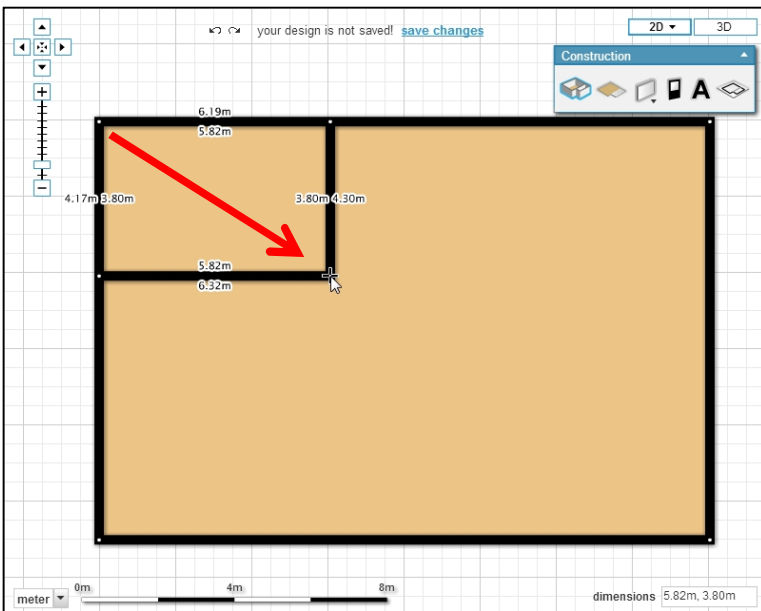 your design is not saved! save changes
2D 3D
Construction
A
6.19m
5.82m
4.17m 3.80m
3.80m 4.30m
5.82m
6.32m
meter
0m 4m 8m
dimensions 5.82m, 3.80m